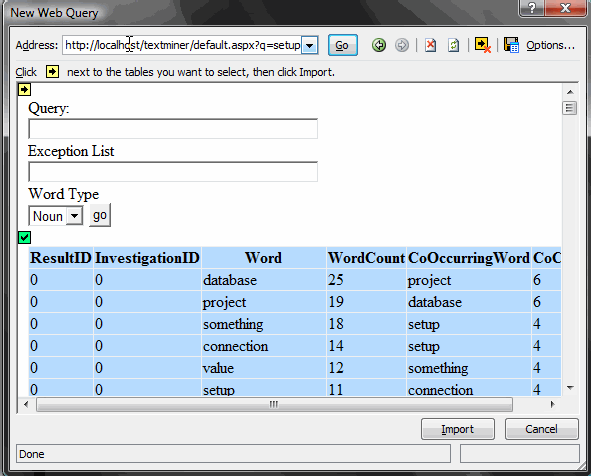 New Web Query
Address: http://localhost/textminer/default.aspx?q=setup Go Options...
Click next to the tables you want to select, then click Import.
Query:
Exception List
Word Type
Noun go
ResultID InvestigationID Word WordCount CoOccurringWord CoC
0 0 database 25 project 6
0 0 project 19 database 6
0 0 something 18 setup 4
0 0 connection 14 setup 4
0 0 value 12 something 4
0 0 setup 11 connection 4
Import Cancel
Done